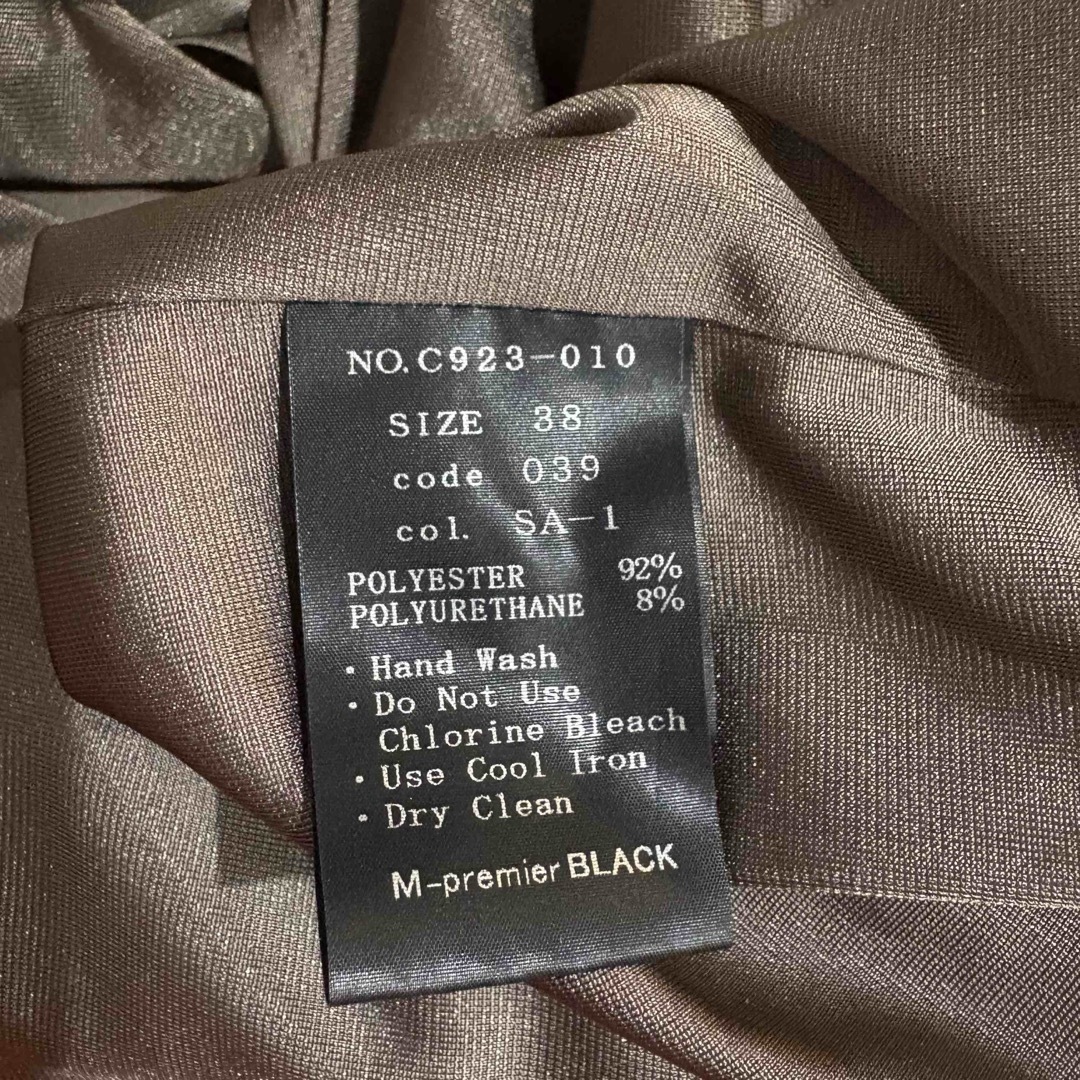 NO.C923-010
SIZE 38
code 039
col. SA-1
POLYESTER 92%
POLYURETHANE 8%
・Hand Wash
・Do Not Use
Chlorine Bleach
・Use Cool Iron
・Dry Clean
M-premier BLACK